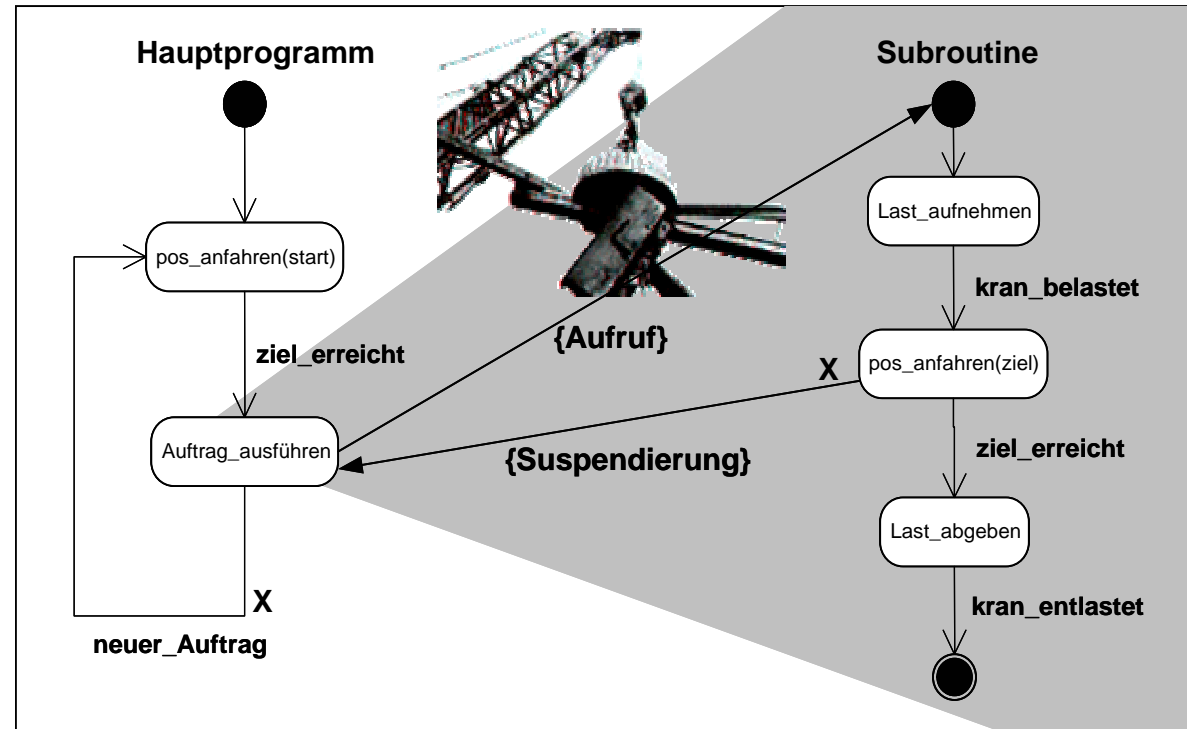 Hauptprogramm
Subroutine
pos_anfahren(start)
ziel_erreicht
Auftrag_ausführen
X
neuer_Auftrag
{Aufruf}
{Suspendierung}
Last_aufnehmen
kran_belastet
pos_anfahren(ziel)
X
ziel_erreicht
Last_abgeben
kran_entlastet